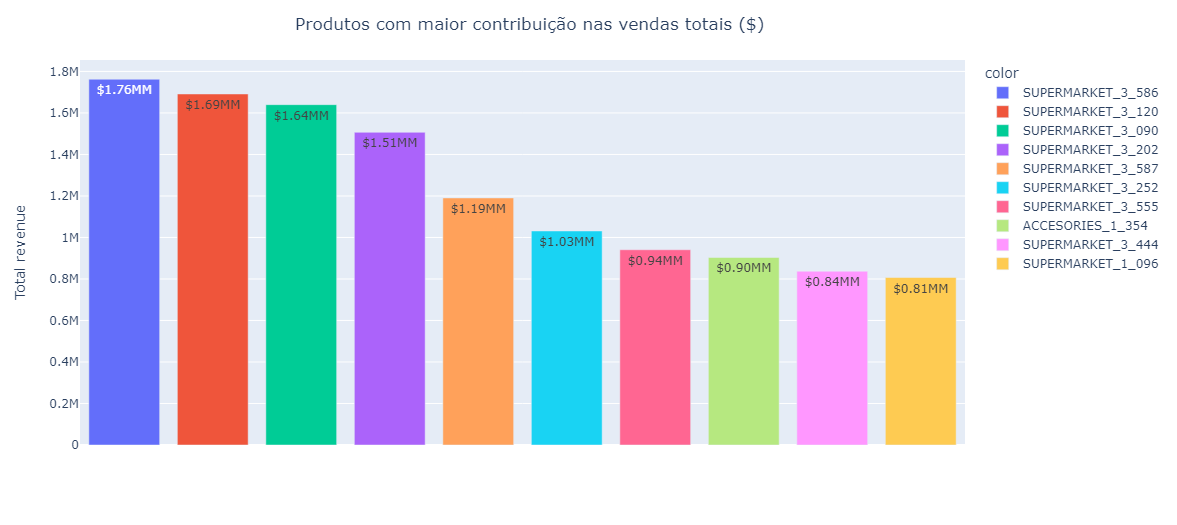 Produtos com maior contribuição nas vendas totais ($)
Total revenue
1.8M
1.6M
1.4M
1.2M
1M
0.8M
0.6M
0.4M
0.2M
0
$1.76MM
$1.69MM
$1.64MM
$1.51MM
$1.19MM
$1.03MM
$0.94MM
$0.90MM
$0.84MM
$0.81MM
color
SUPERMARKET_3_586
SUPERMARKET_3_120
SUPERMARKET_3_090
SUPERMARKET_3_202
SUPERMARKET_3_587
SUPERMARKET_3_252
SUPERMARKET_3_555
ACCESORIES_1_354
SUPERMARKET_3_444
SUPERMARKET_1_096